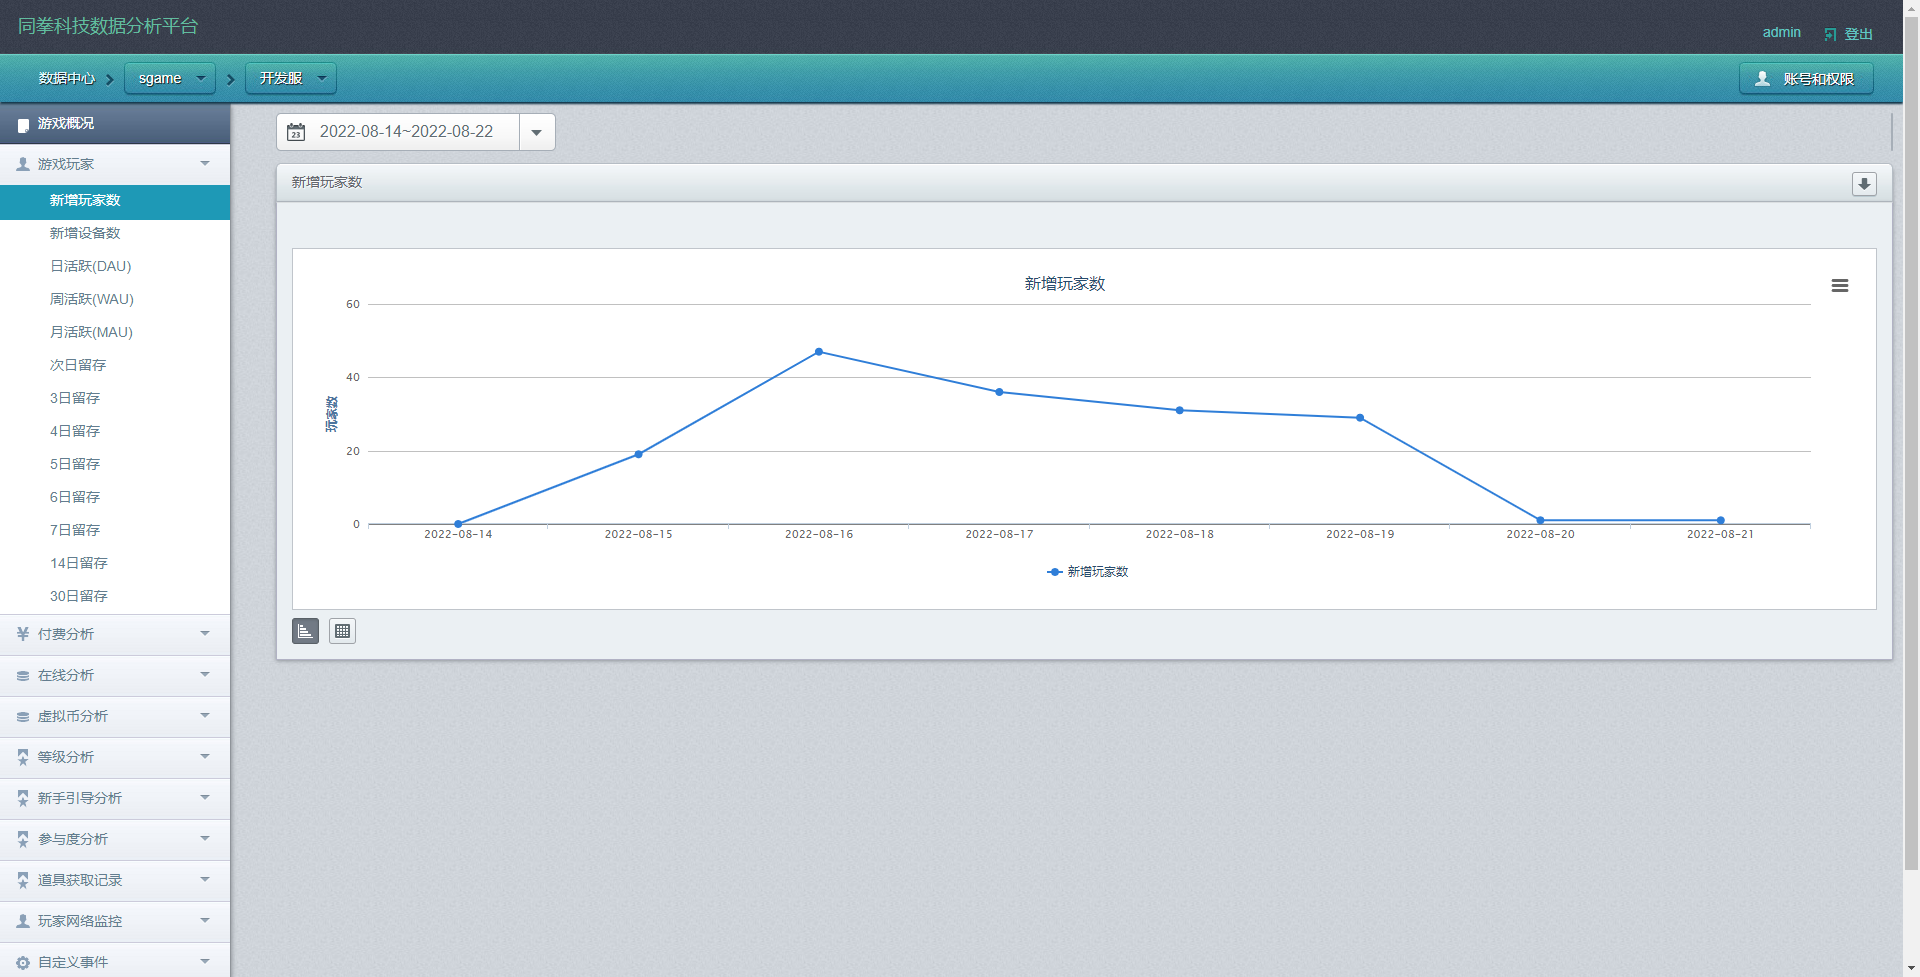 同拳科技数据分析平台
admin
登出
数据中心
sgame
开发服
账号和权限
游戏概况
游戏玩家
新增玩家数
新增设备数
日活跃(DAU)
周活跃(WAU)
月活跃(MAU)
次日留存
3日留存
4日留存
5日留存
6日留存
7日留存
14日留存
30日留存
付费分析
在线分析
虚拟币分析
等级分析
新手引导分析
参与度分析
道具获取记录
玩家网络监控
自定义事件
23
2022-08-14~2022-08-22
新增玩家数
新增玩家数
玩家数
60
40
20
0
2022-08-14
2022-08-15
2022-08-16
2022-08-17
2022-08-18
2022-08-19
2022-08-20
2022-08-21
新增玩家数